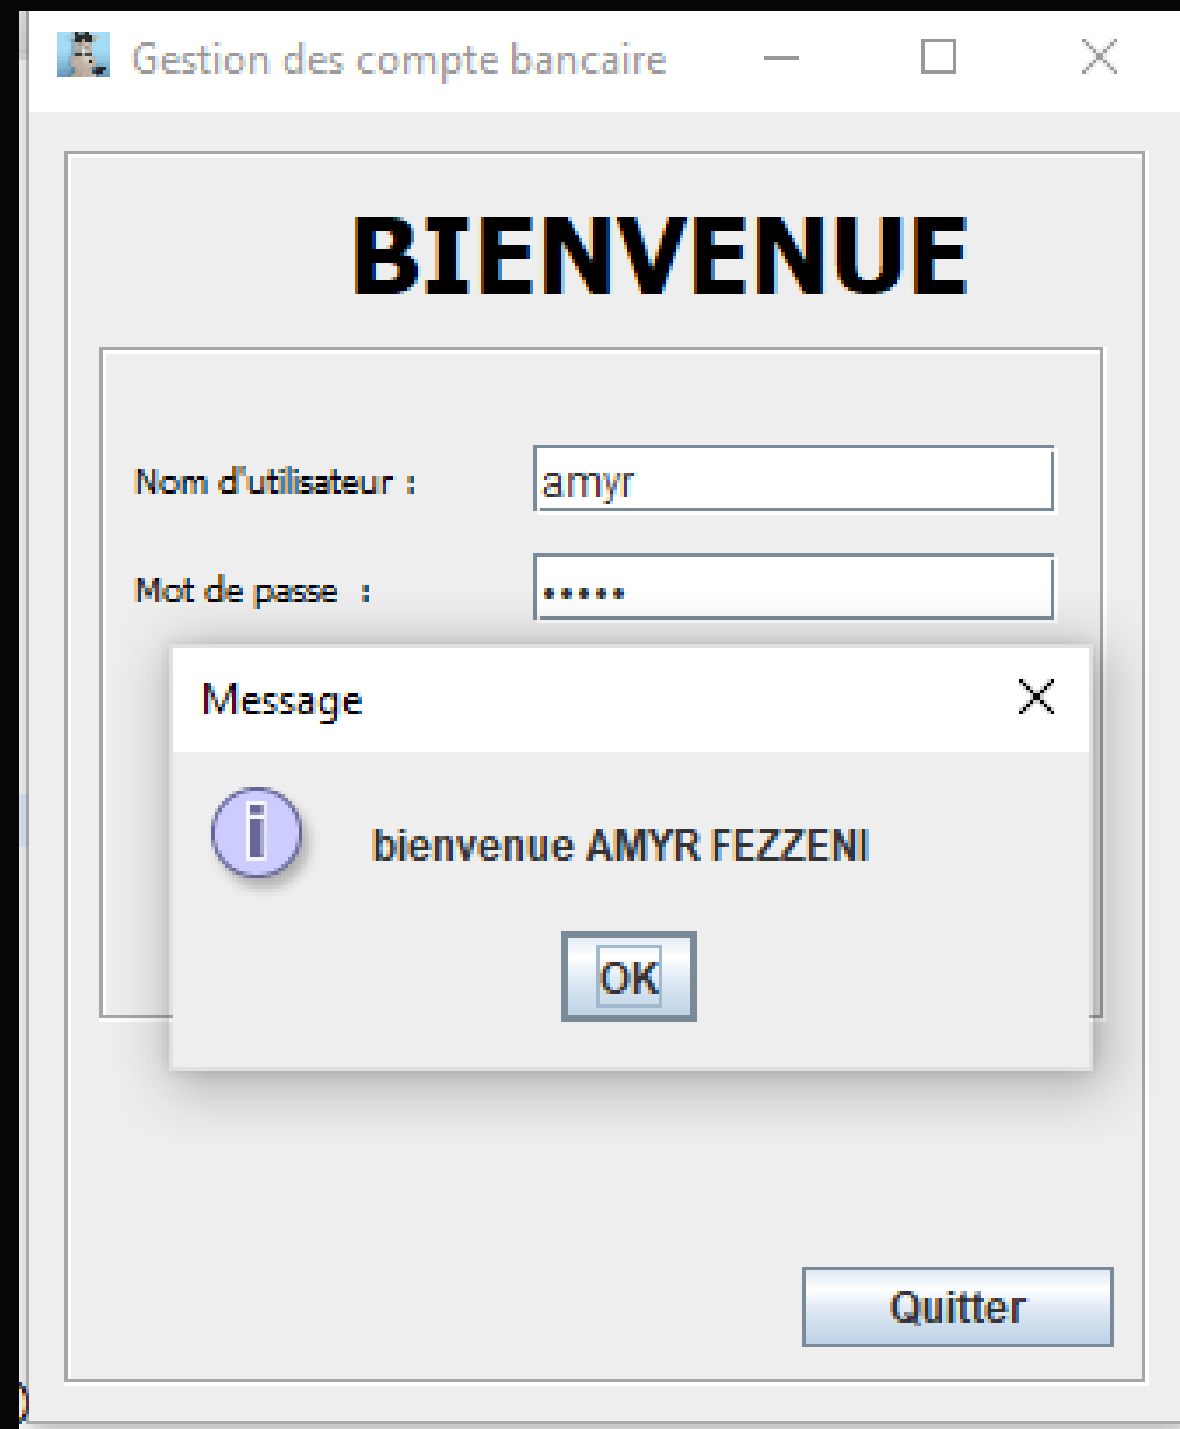 Gestion des compte bancaire
BIENVENUE
Nom d'utilisateur :
amyr
Mot de passe :
•••••
Message
bienvenue AMYR FEZZENI
OK
Quitter